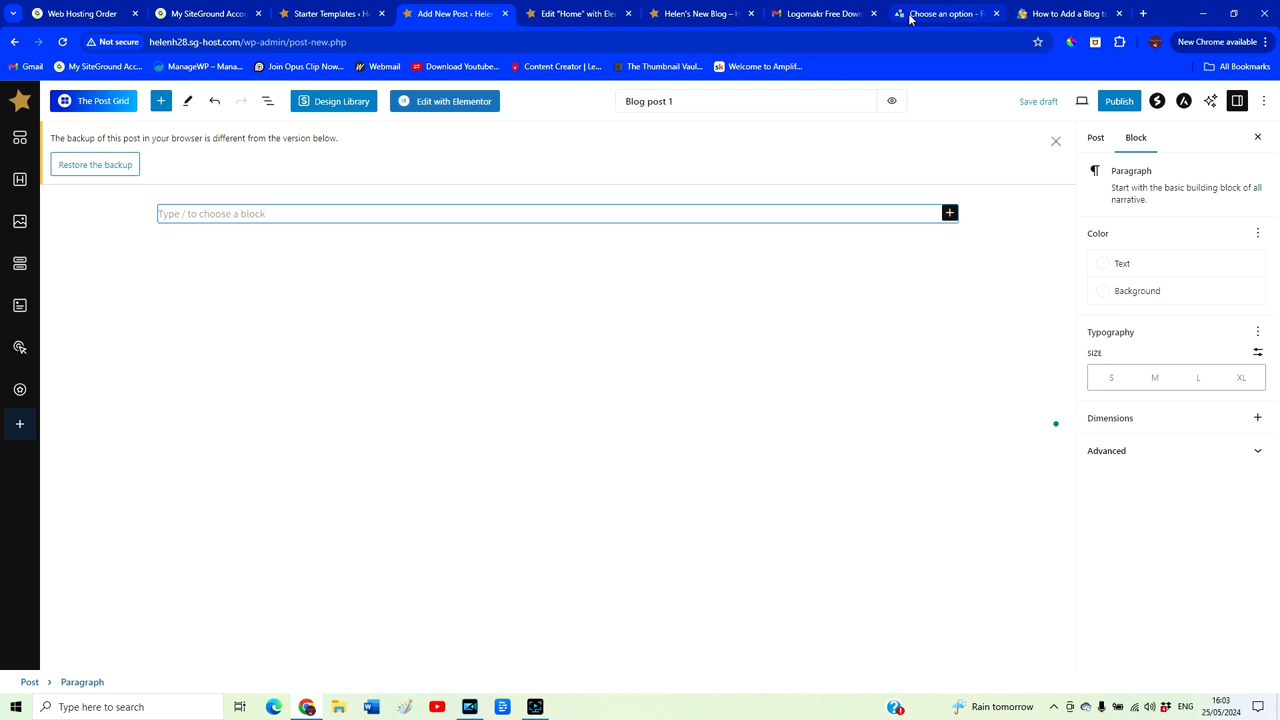 Web Hosting Order
My SiteGround Accou
Starter Templates ‹ He
Add New Post ‹ Helen
Edit "Home" with Elem
Helen's New Blog – H
Logomakr Free Down
Choose an option - F
How to Add a Blog to
Not secure
helenh28.sg-host.com/wp-admin/post-new.php
New Chrome available
Gmail
My SiteGround Acc...
ManageWP – Mana...
Join Opus Clip Now...
Webmail
Download Youtube...
Content Creator | Le...
The Thumbnail Vaul...
Welcome to Amplif...
All Bookmarks
The Post Grid
Design Library
Edit with Elementor
Blog post 1
Save draft
Publish
The backup of this post in your browser is different from the version below.
Restore the backup
Post
Block
Type / to choose a block
Paragraph
Start with the basic building block of all
narrative.
Color
Text
Background
Typography
SIZE
S
M
L
XL
Dimensions
Advanced
Post
Paragraph
Type here to search
Rain tomorrow
ENG
16:03
25/05/2024